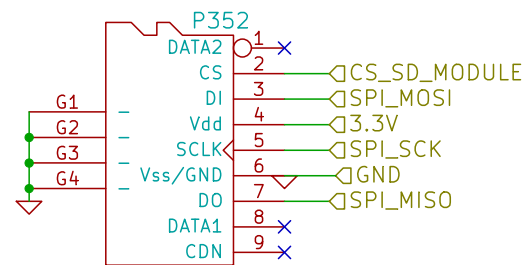 P352
DATA2 1
CS 2 CS_SD_MODULE
DI 3 SPI_MOSI
G1
Vdd 4 3.3V
G2
SCLK 5 SPI_SCK
G3
Vss/GND 6 GND
G4
DO 7 SPI_MISO
DATA1 8
CDN 9